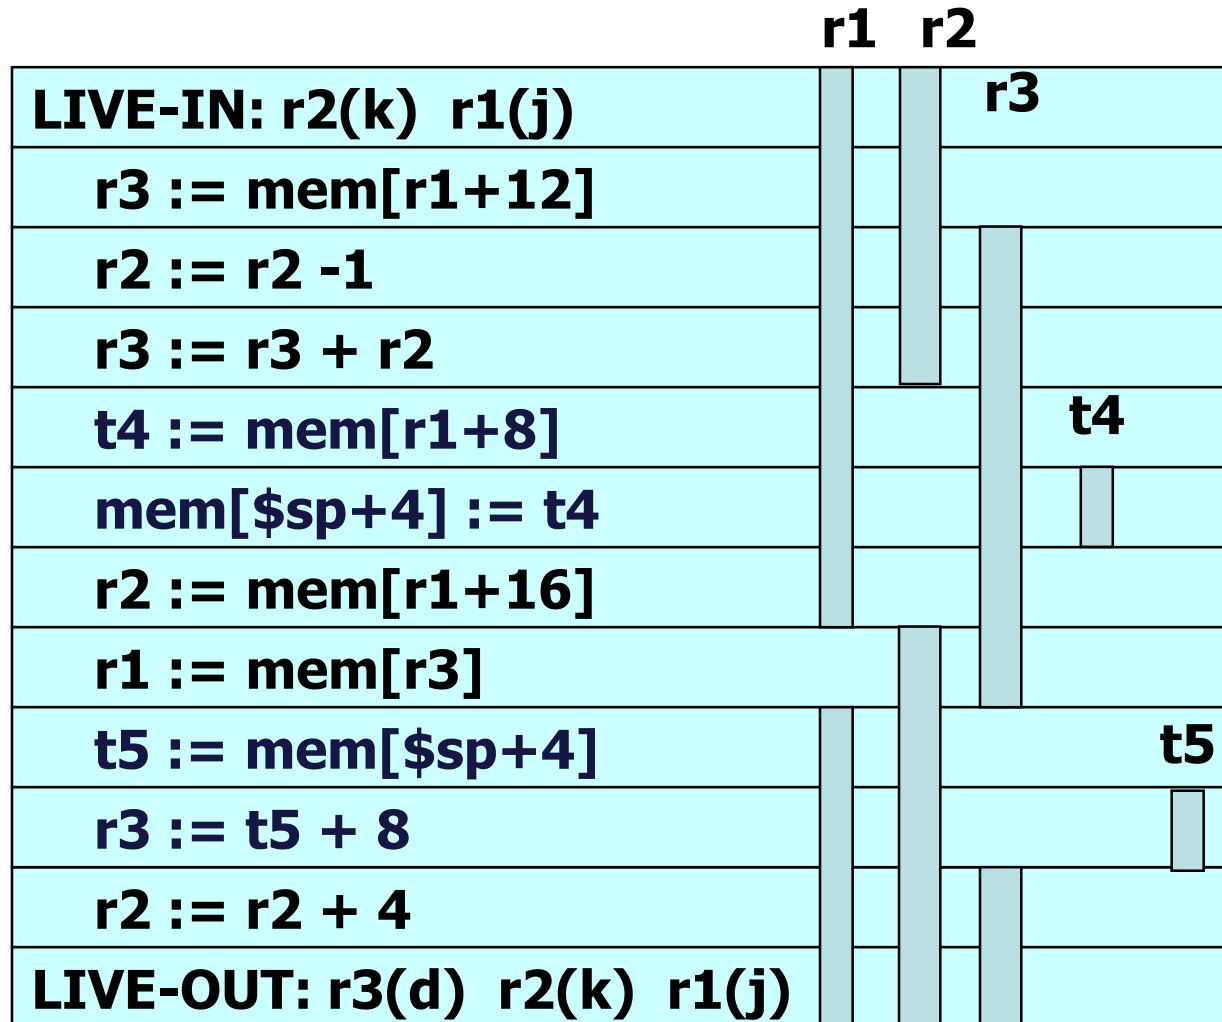 r1 r2
LIVE-IN: r2(k) r1(j)
r3
r3 := mem[r1+12]
r2 := r2 -1
r3 := r3 + r2
t4 := mem[r1+8]
t4
mem[$sp+4] := t4
r2 := mem[r1+16]
r1 := mem[r3]
t5 := mem[$sp+4]
t5
r3 := t5 + 8
r2 := r2 + 4
LIVE-OUT: r3(d) r2(k) r1(j)